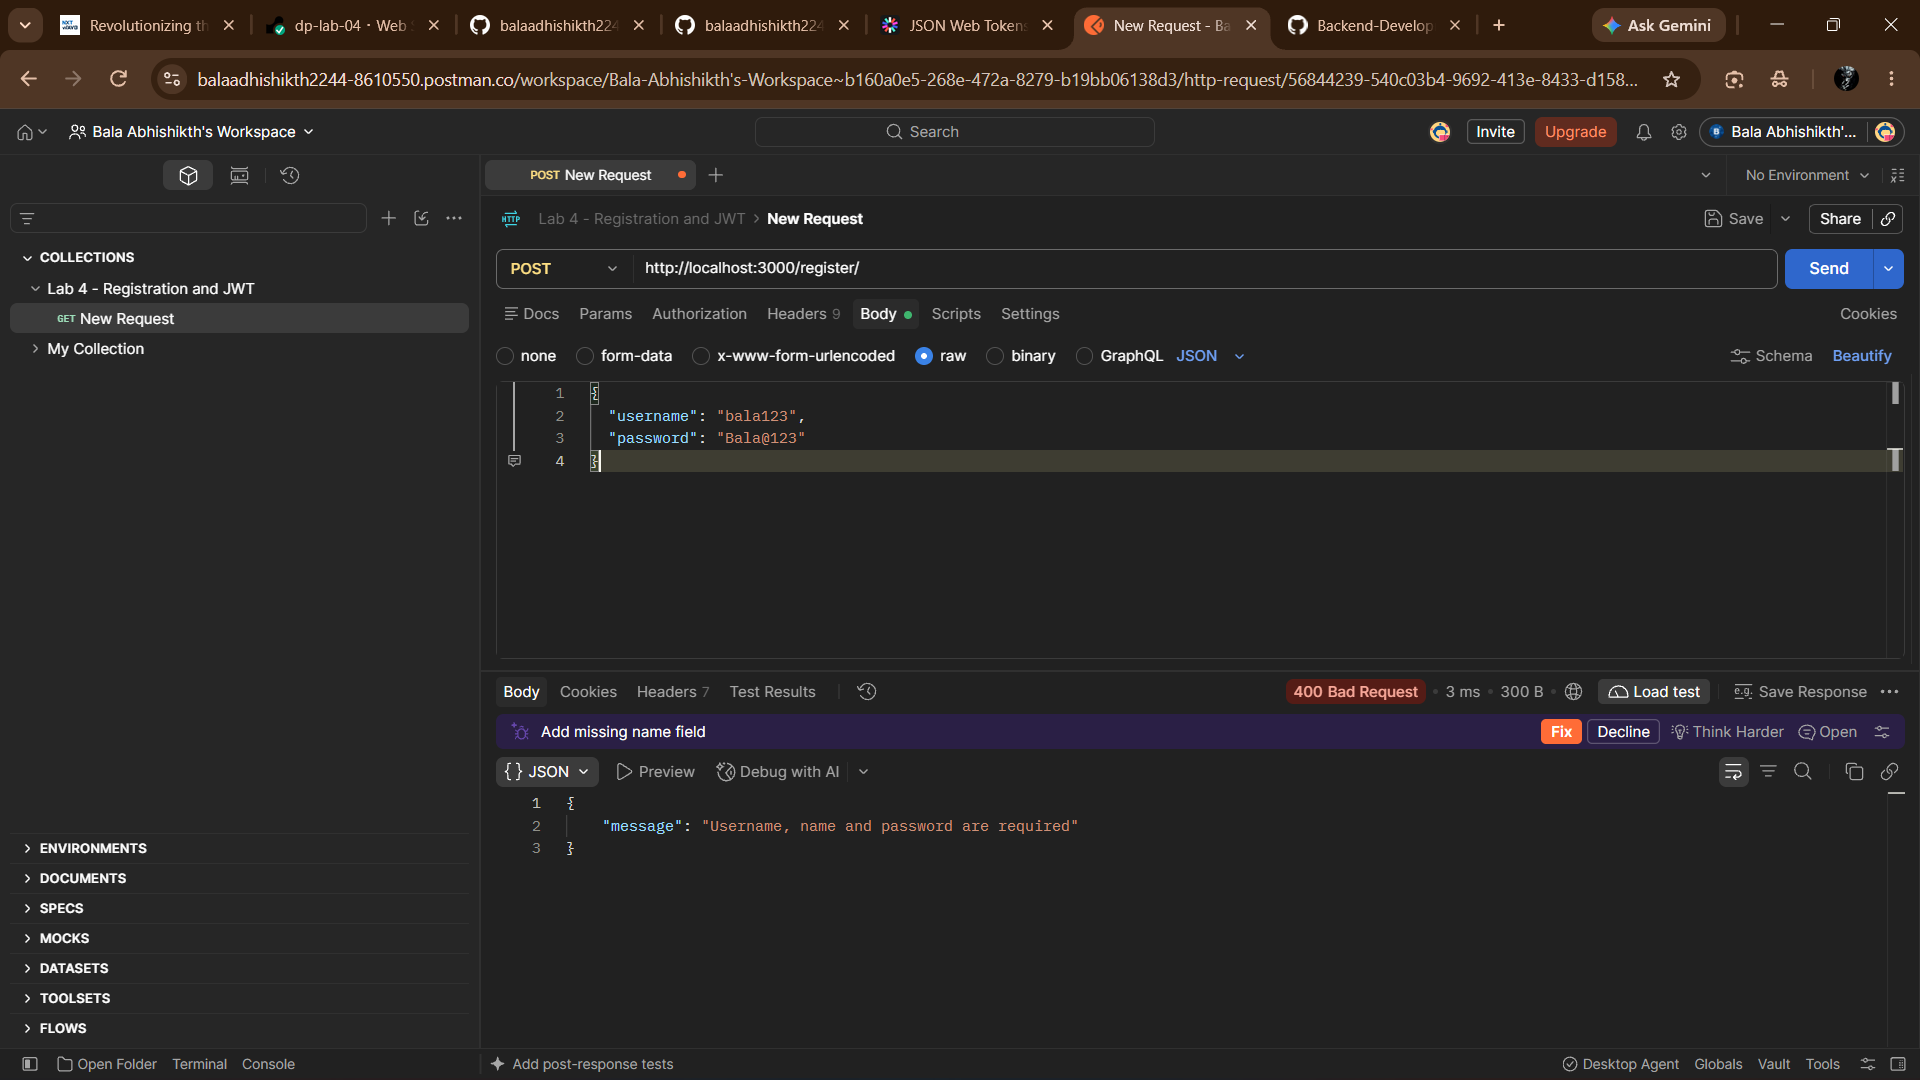 Revolutionizing th
dp-lab-04 · Web S
balaadhishikth224
balaadhishikth224
JSON Web Tokens
New Request - Ba
Backend-Develop
Ask Gemini
balaadhishikth2244-8610550.postman.co/workspace/Bala-Abhishikth's-Workspace~b160a0e5-268e-472a-8279-b19bb06138d3/http-request/56844239-540c03b4-9692-413e-8433-d158...
Bala Abhishikth's Workspace
Search
Invite
Upgrade
Bala Abhishikth'...
POST New Request
No Environment
COLLECTIONS
Lab 4 - Registration and JWT
GET New Request
My Collection
HTTP Lab 4 - Registration and JWT > New Request
Save
Share
POST
http://localhost:3000/register/
Send
Docs Params Authorization Headers 9 Body Scripts Settings
Cookies
none form-data x-www-form-urlencoded raw binary GraphQL JSON
Schema Beautify
1 {
2 "username": "bala123",
3 "password": "Bala@123"
4 }
Body Cookies Headers 7 Test Results
400 Bad Request • 3 ms • 300 B
Load test
e.g. Save Response
Add missing name field
Fix Decline Think Harder Open
{} JSON Preview Debug with AI
1 {
2 "message": "Username, name and password are required"
3 }
ENVIRONMENTS
DOCUMENTS
SPECS
MOCKS
DATASETS
TOOLSETS
FLOWS
Open Folder Terminal Console
Add post-response tests
Desktop Agent Globals Vault Tools